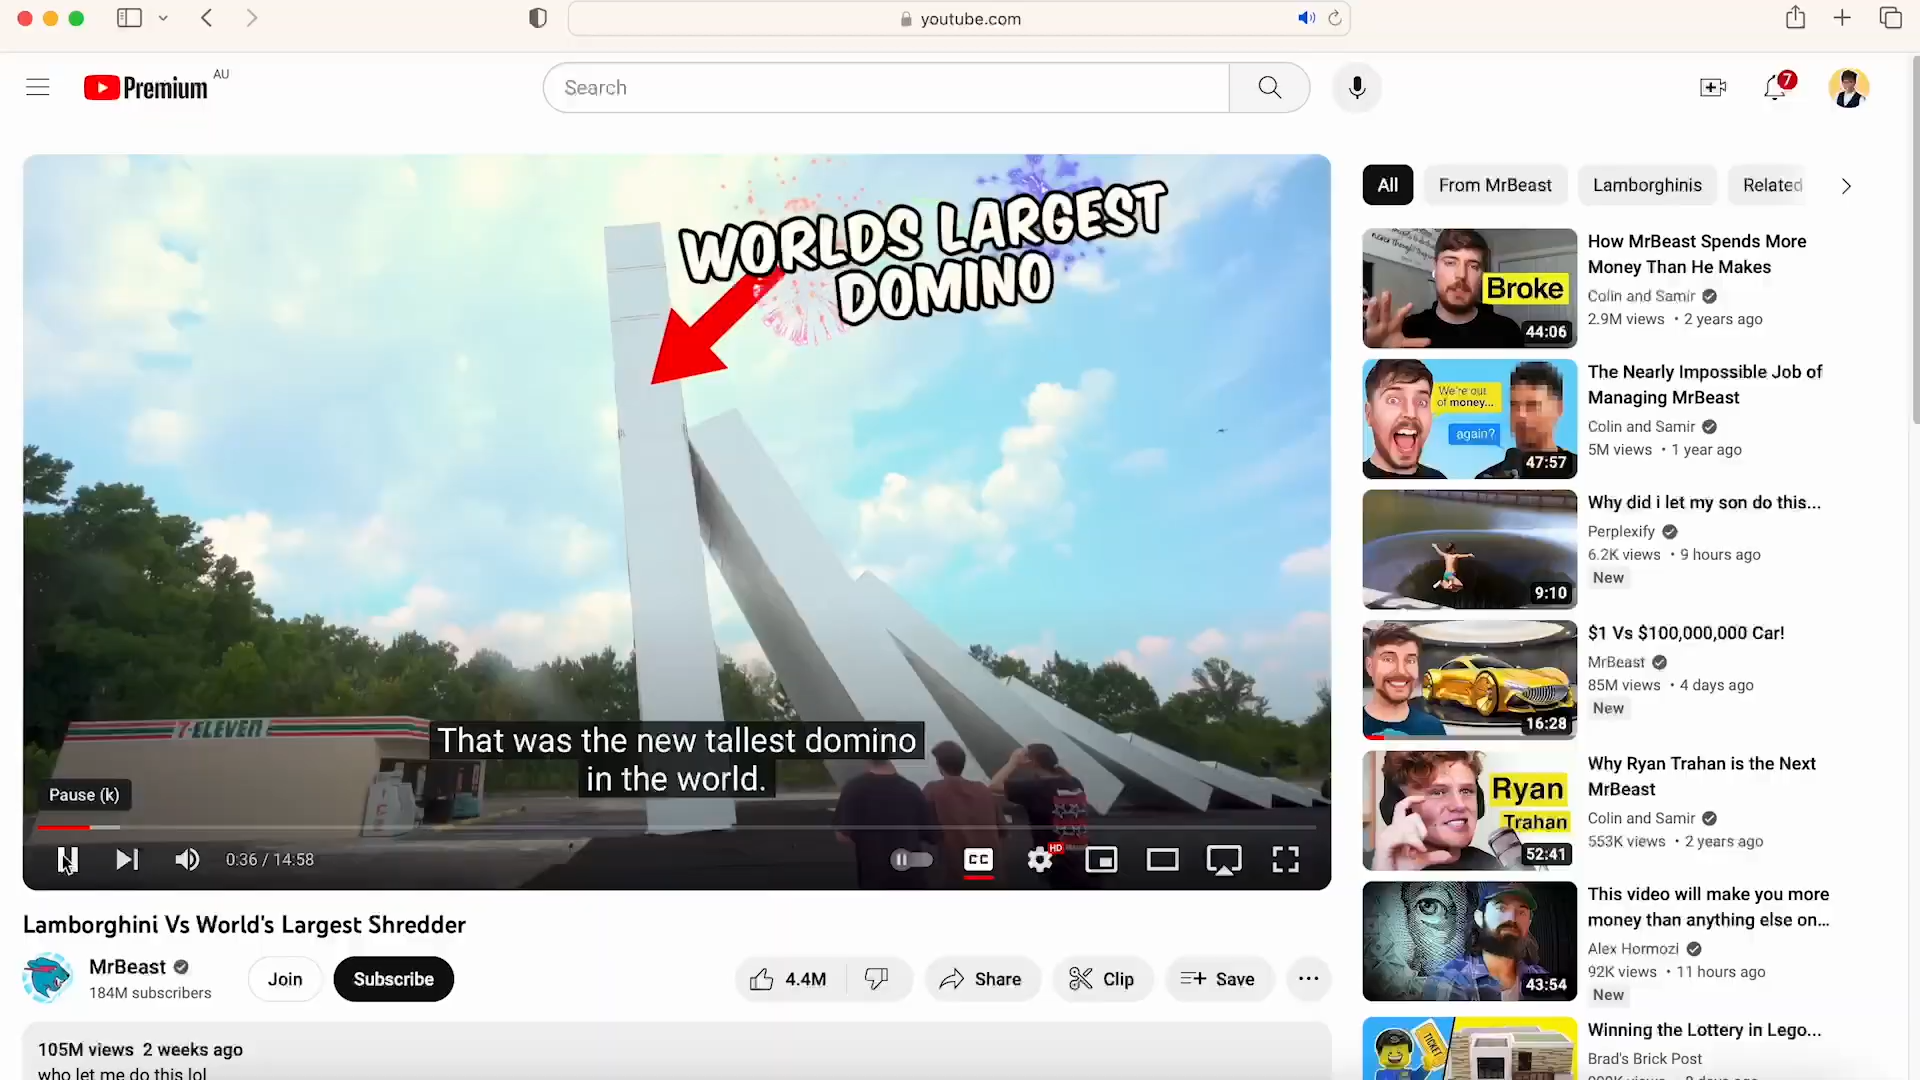 youtube.com
Premium
AU
Search
7
WORLDS LARGEST
DOMINO
7-ELEVEN
That was the new tallest domino
in the world.
Pause (k)
0:36 / 14:58
CC
HD
Lamborghini Vs World's Largest Shredder
MrBeast
184M subscribers
Join
Subscribe
4.4M
Share
Clip
Save
105M views 2 weeks ago
who let me do this lol
All
From MrBeast
Lamborghinis
Related
Broke
44:06
How MrBeast Spends More
Money Than He Makes
Colin and Samir
2.9M views • 2 years ago
We're out
of money...
again?
47:57
The Nearly Impossible Job of
Managing MrBeast
Colin and Samir
5M views • 1 year ago
9:10
Why did i let my son do this...
Perplexify
6.2K views • 9 hours ago
New
16:28
$1 Vs $100,000,000 Car!
MrBeast
85M views • 4 days ago
New
Ryan
Trahan
52:41
Why Ryan Trahan is the Next
MrBeast
Colin and Samir
553K views • 2 years ago
43:54
This video will make you more
money than anything else on...
Alex Hormozi
92K views • 11 hours ago
New
TICKET
Winning the Lottery in Lego...
Brad's Brick Post